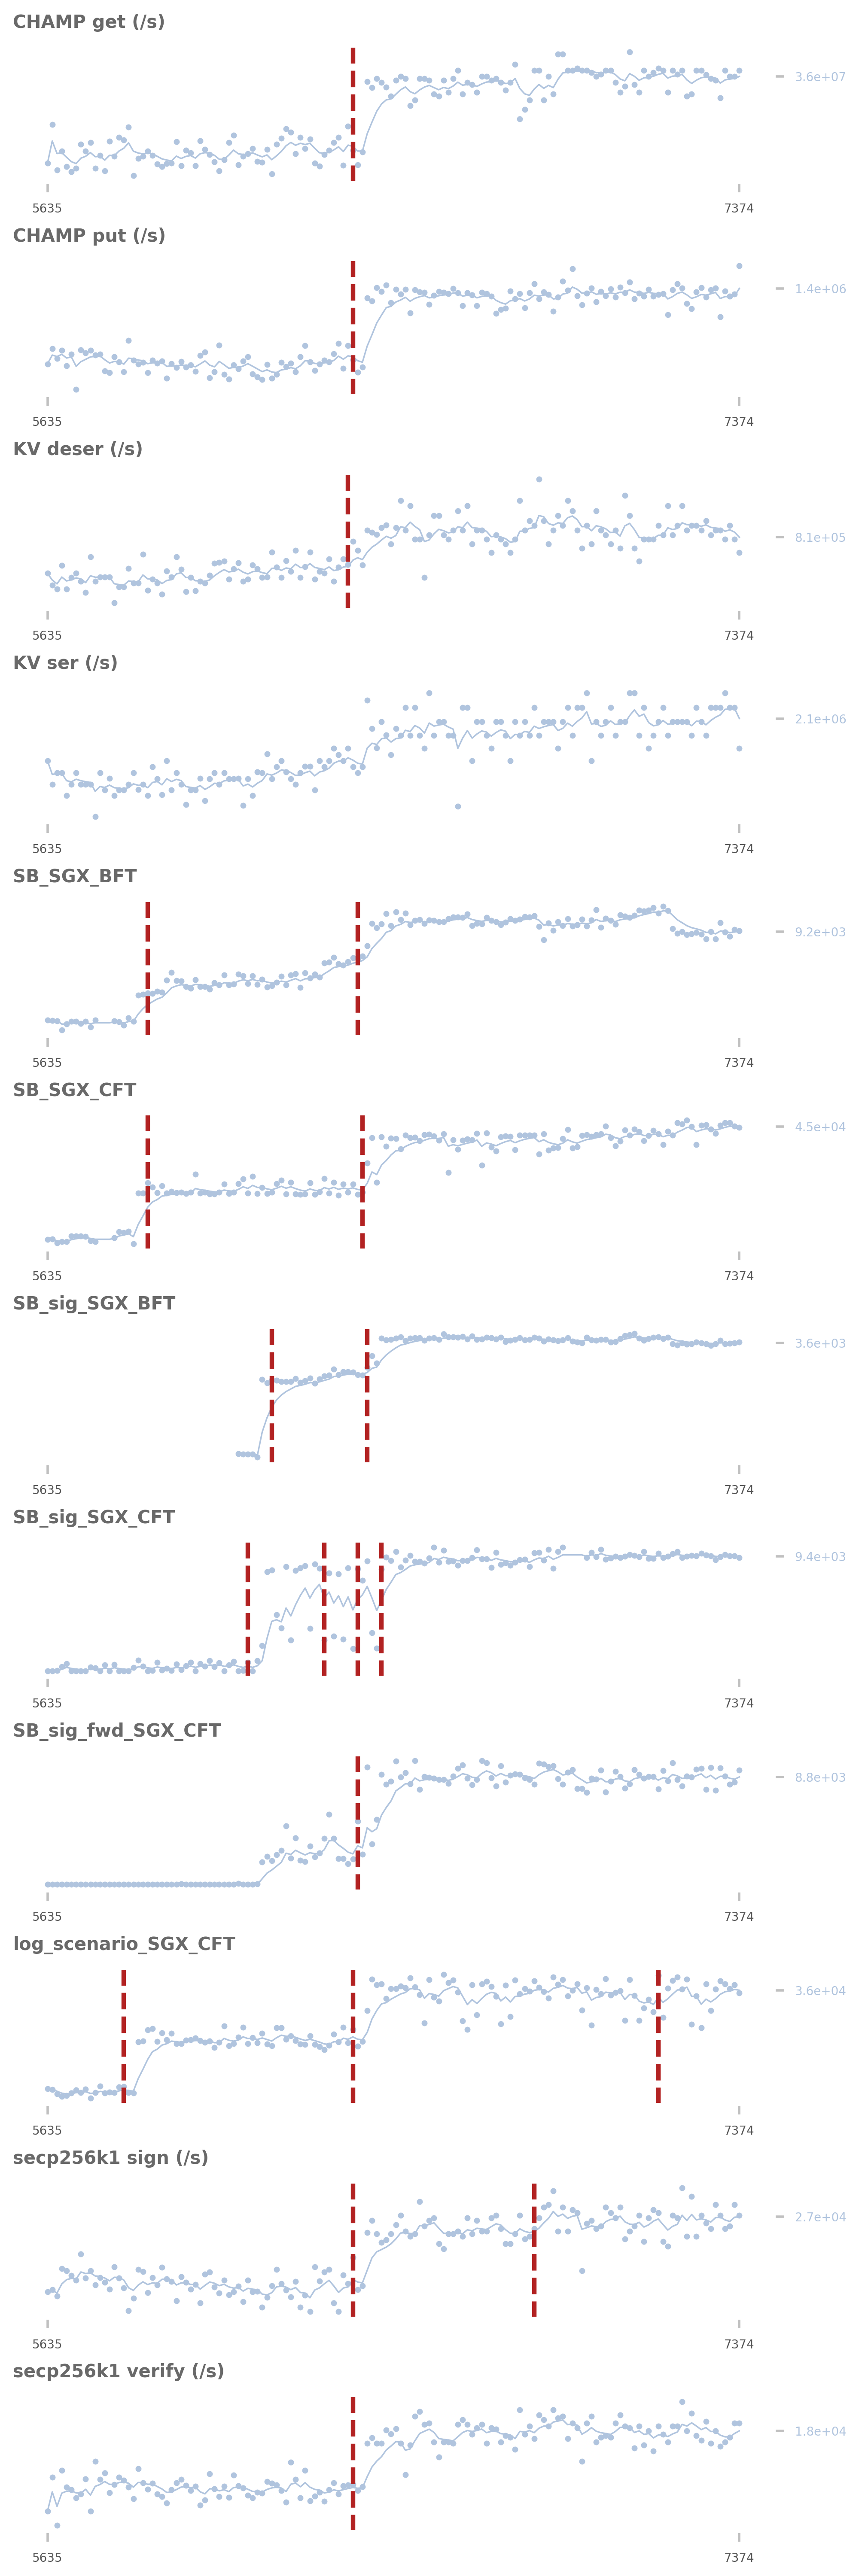 CHAMP get (/s)
3.6e+07
5635 7374
CHAMP put (/s)
1.4e+06
5635 7374
KV deser (/s)
8.1e+05
5635 7374
KV ser (/s)
2.1e+06
5635 7374
SB_SGX_BFT
9.2e+03
5635 7374
SB_SGX_CFT
4.5e+04
5635 7374
SB_sig_SGX_BFT
3.6e+03
5635 7374
SB_sig_SGX_CFT
9.4e+03
5635 7374
SB_sig_fwd_SGX_CFT
8.8e+03
5635 7374
log_scenario_SGX_CFT
3.6e+04
5635 7374
secp256k1 sign (/s)
2.7e+04
5635 7374
secp256k1 verify (/s)
1.8e+04
5635 7374